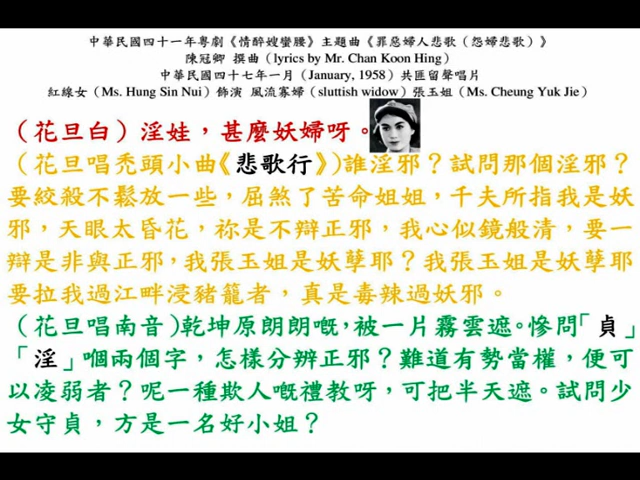 中華民國四十一年粵劇《情醉嫂蠻腰》主題曲《罪惡婦人悲歌（怨婦悲歌）》
陳冠卿 撰曲（lyrics by Mr. Chan Koon Hing）
中華民國四十七年一月（January, 1958）共匪留聲唱片
紅線女（Ms. Hung Sin Nui）飾演 風流寡婦（sluttish widow）張玉姐（Ms. Cheung Yuk Jie）
（花旦白）淫娃，甚麼妖婦呀。
（花旦唱禿頭小曲《悲歌行》）誰淫邪？試問那個淫邪？
要絞殺不鬆放一些，屈煞了苦命姐姐，千夫所指我是妖
邪，天眼太昏花，祢是不辯正邪，我心似鏡般清，要一
辯是非與正邪，我張玉姐是妖孽耶？我張玉姐是妖孽耶
要拉我過江畔浸豬籠者，真是毒辣過妖邪。
（花旦唱南音）乾坤原朗朗嘅，被一片霧雲遮。慘問「貞」
「淫」嗰兩個字，怎樣分辨正邪？難道有勢當權，便可
以凌弱者？呢一種欺人嘅禮教呀，可把半天遮。試問少
女守貞，方是一名好小姐？